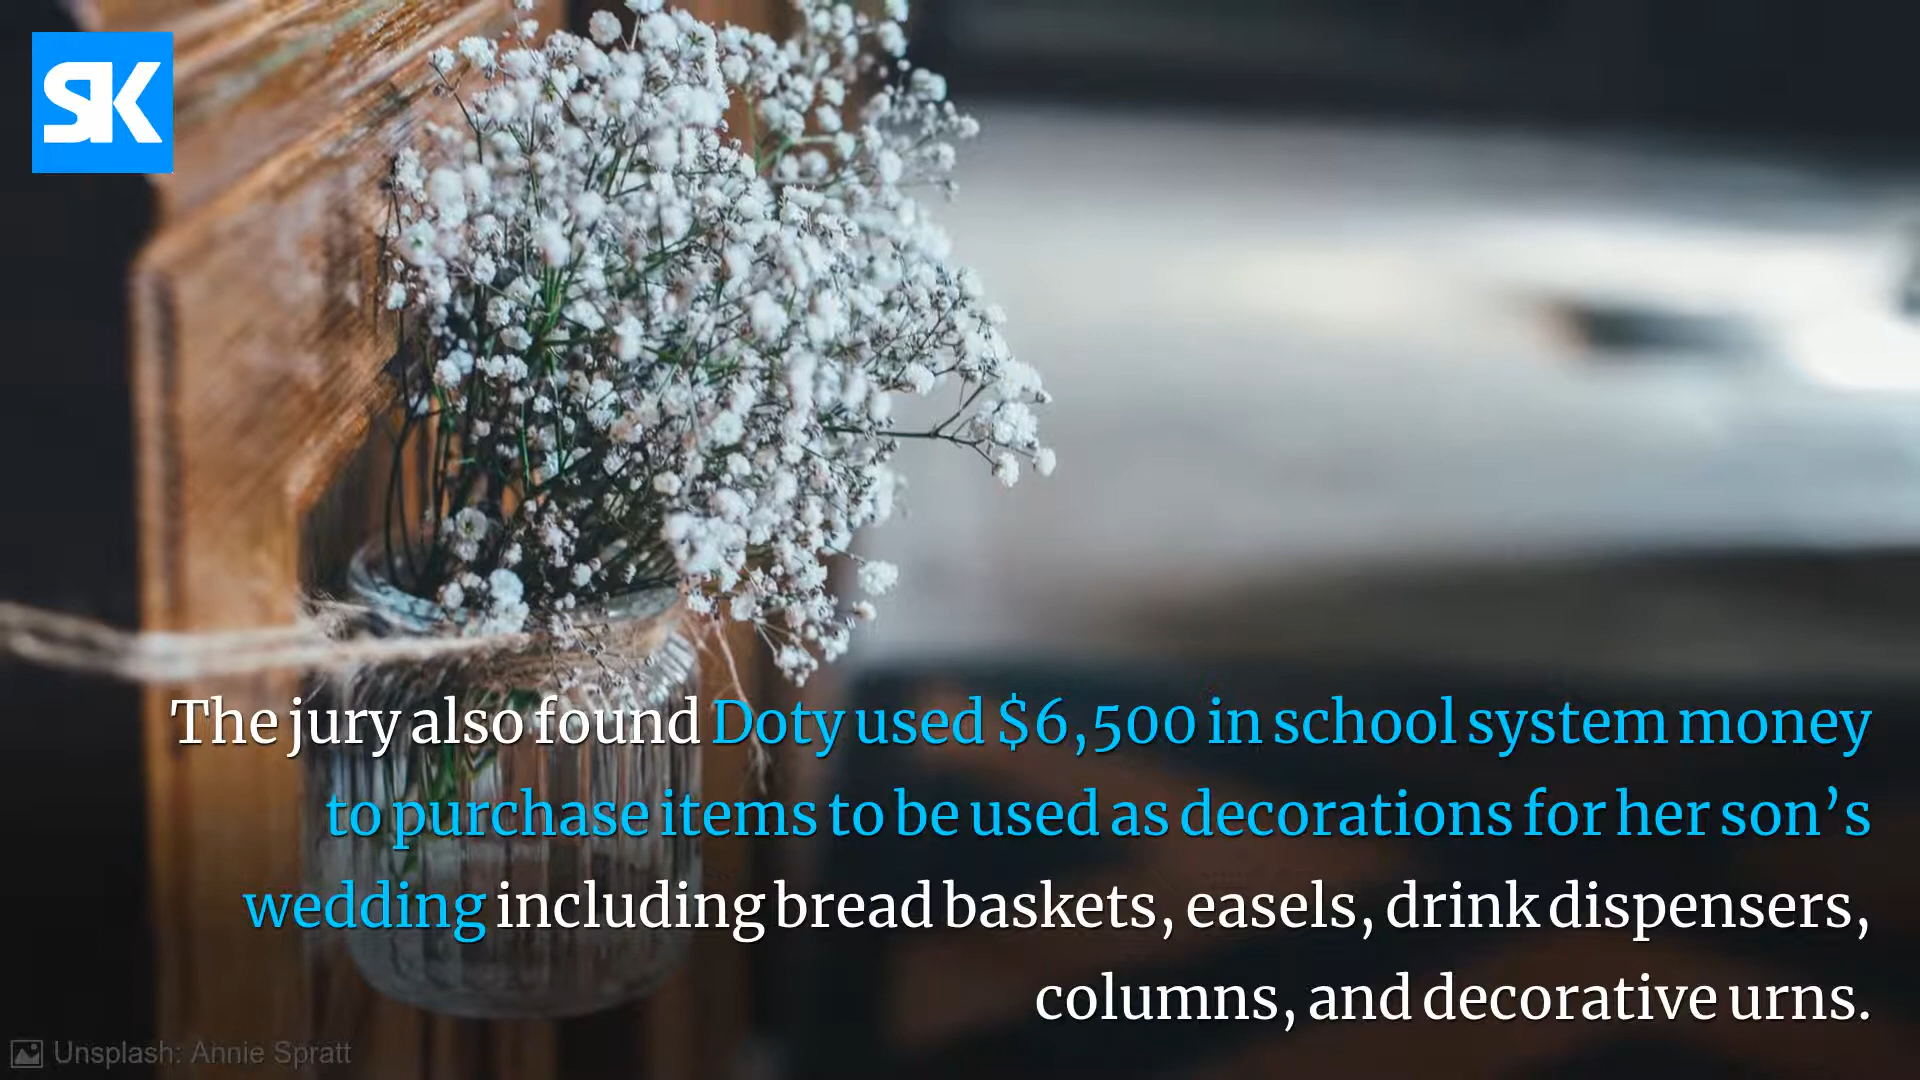 SK
The jury also found Doty used $6,500 in school system money
to purchase items to be used as decorations for her son’s
wedding including bread baskets, easels, drink dispensers,
columns, and decorative urns.
Unsplash: Annie Spratt